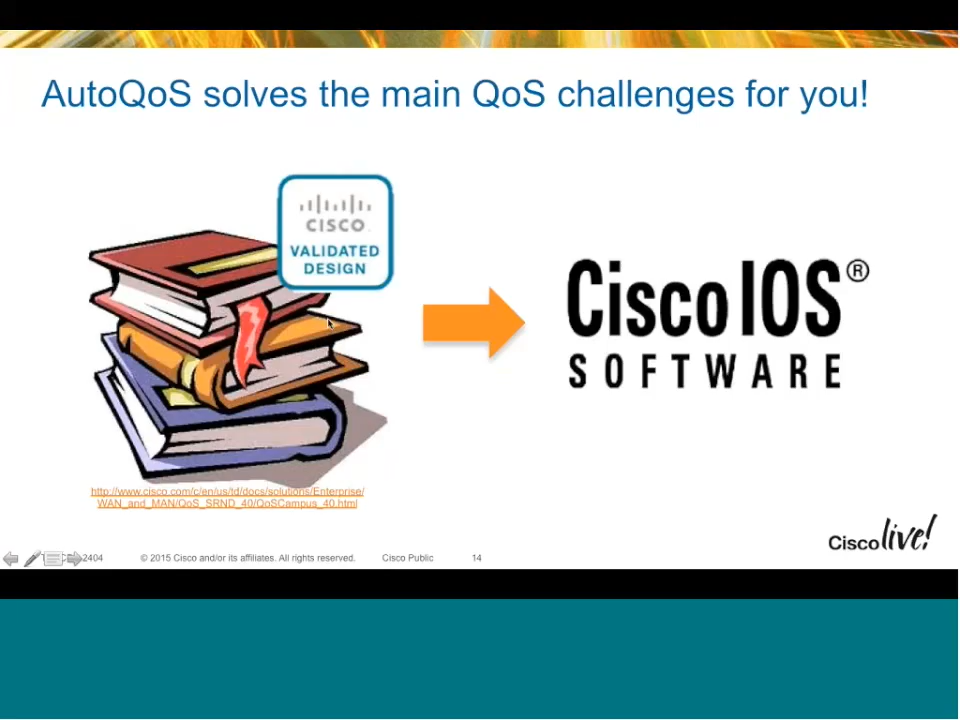 AutoQoS solves the main QoS challenges for you!
CISCO
VALIDATED
DESIGN
Cisco IOS®
SOFTWARE
http://www.cisco.com/c/en/us/td/docs/solutions/Enterprise/
WAN_and_MAN/QoS_SRND_40/QoSCampus_40.html
Cisco live!
2404 © 2015 Cisco and/or its affiliates. All rights reserved. Cisco Public 14